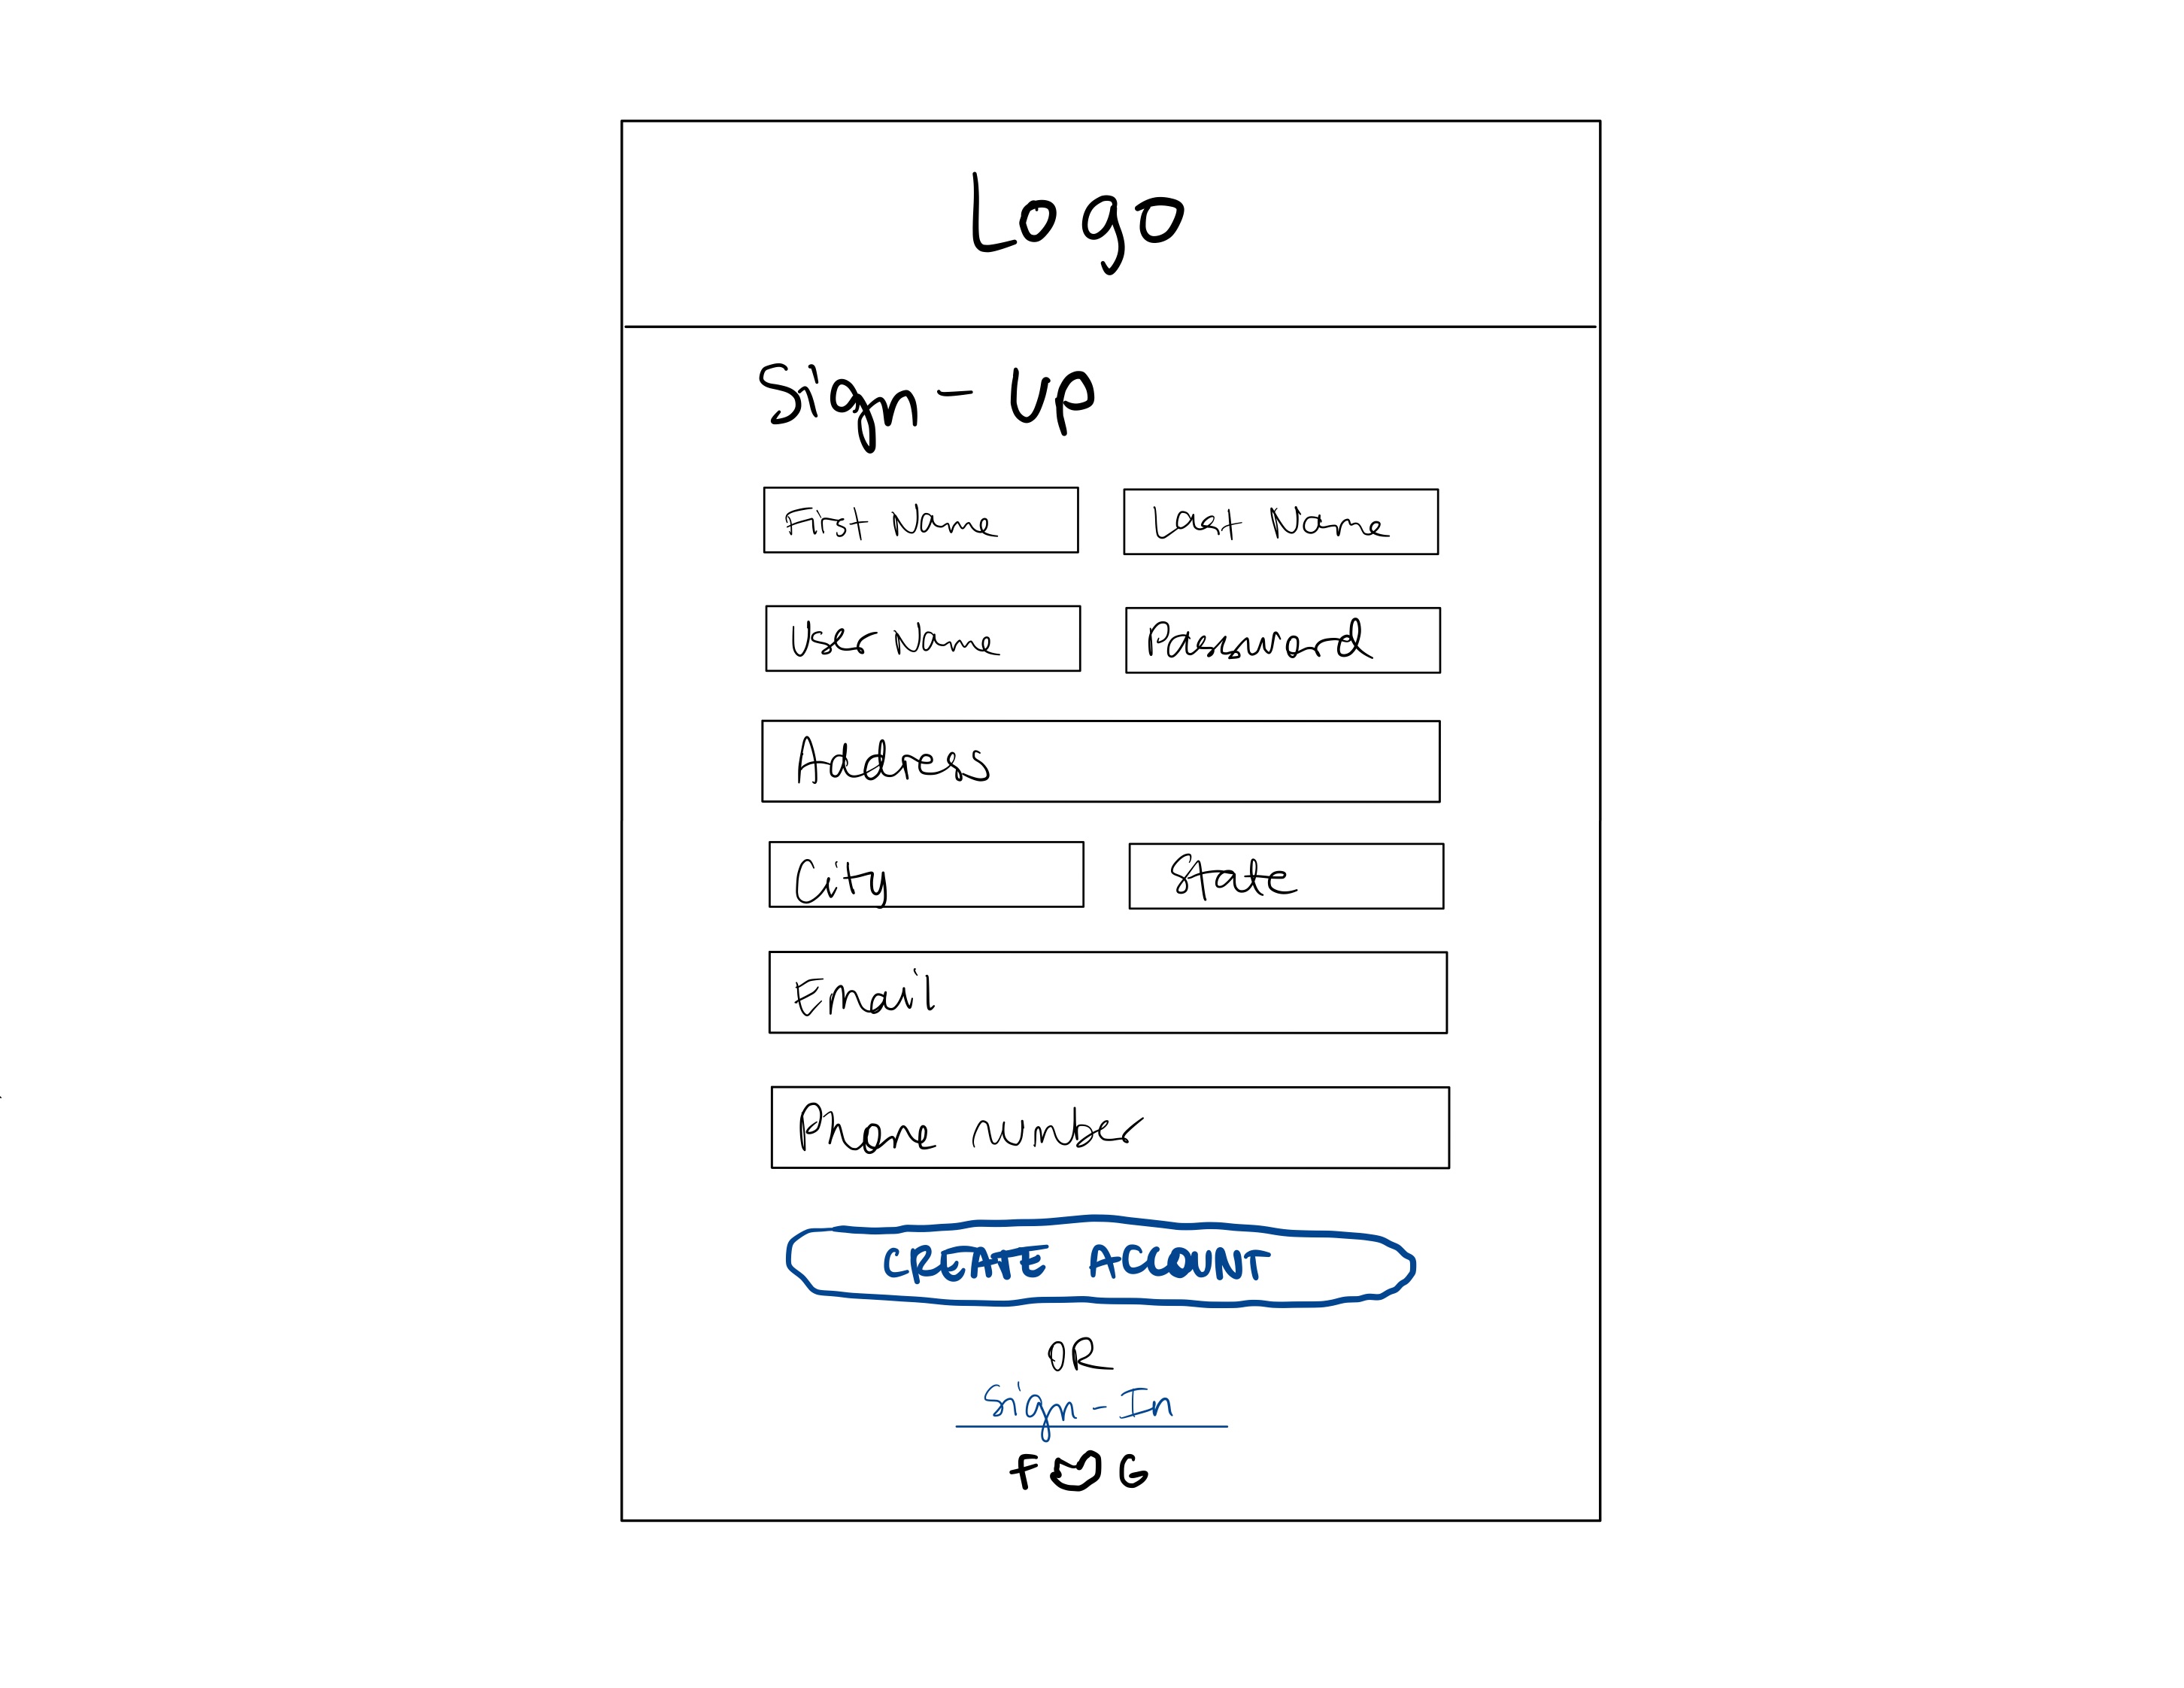 Logo
Sign-Up
First Name Last Name
User Name Password
Address
City State
Email
Phone number
CREATE ACCOUNT
OR
Sign-In
f G